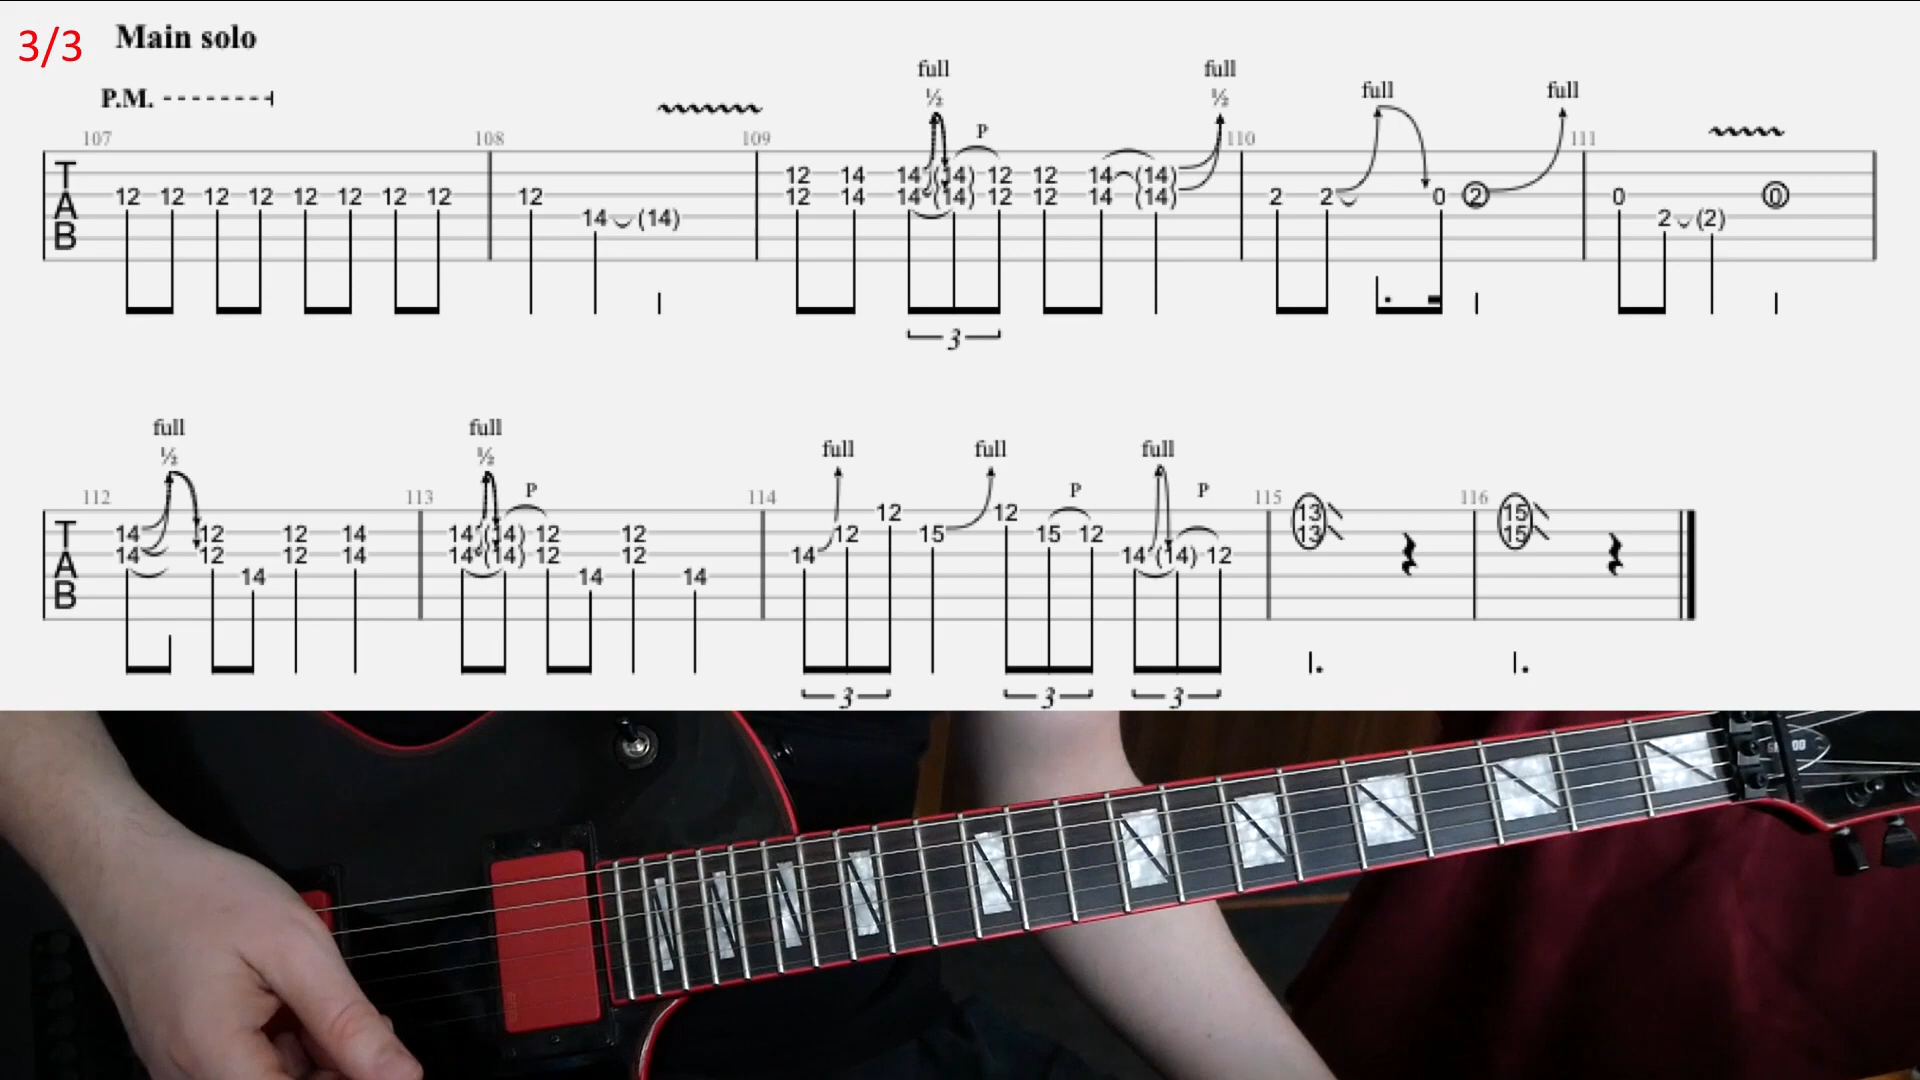 3/3 Main solo
P.M.
full full
½ ½ full full
107 108 109 P 110 111
T 12 14 14 (14) 12 12 14 (14)
A 12 12 12 12 12 12 12 12 12 12 14 14 (14) 12 12 14 (14) 2 2 0 2 0 0
B 14 (14) 2 (2)
3
full full
½ ½ full full full
112 113 P 114 P P 115 116
12 12 13 15
T 14 12 12 14 14 (14) 12 12 12 15 15 12 13 15
A 14 12 12 14 14 (14) 12 12 14 14 (14) 12
B 14 14 14
3 3 3